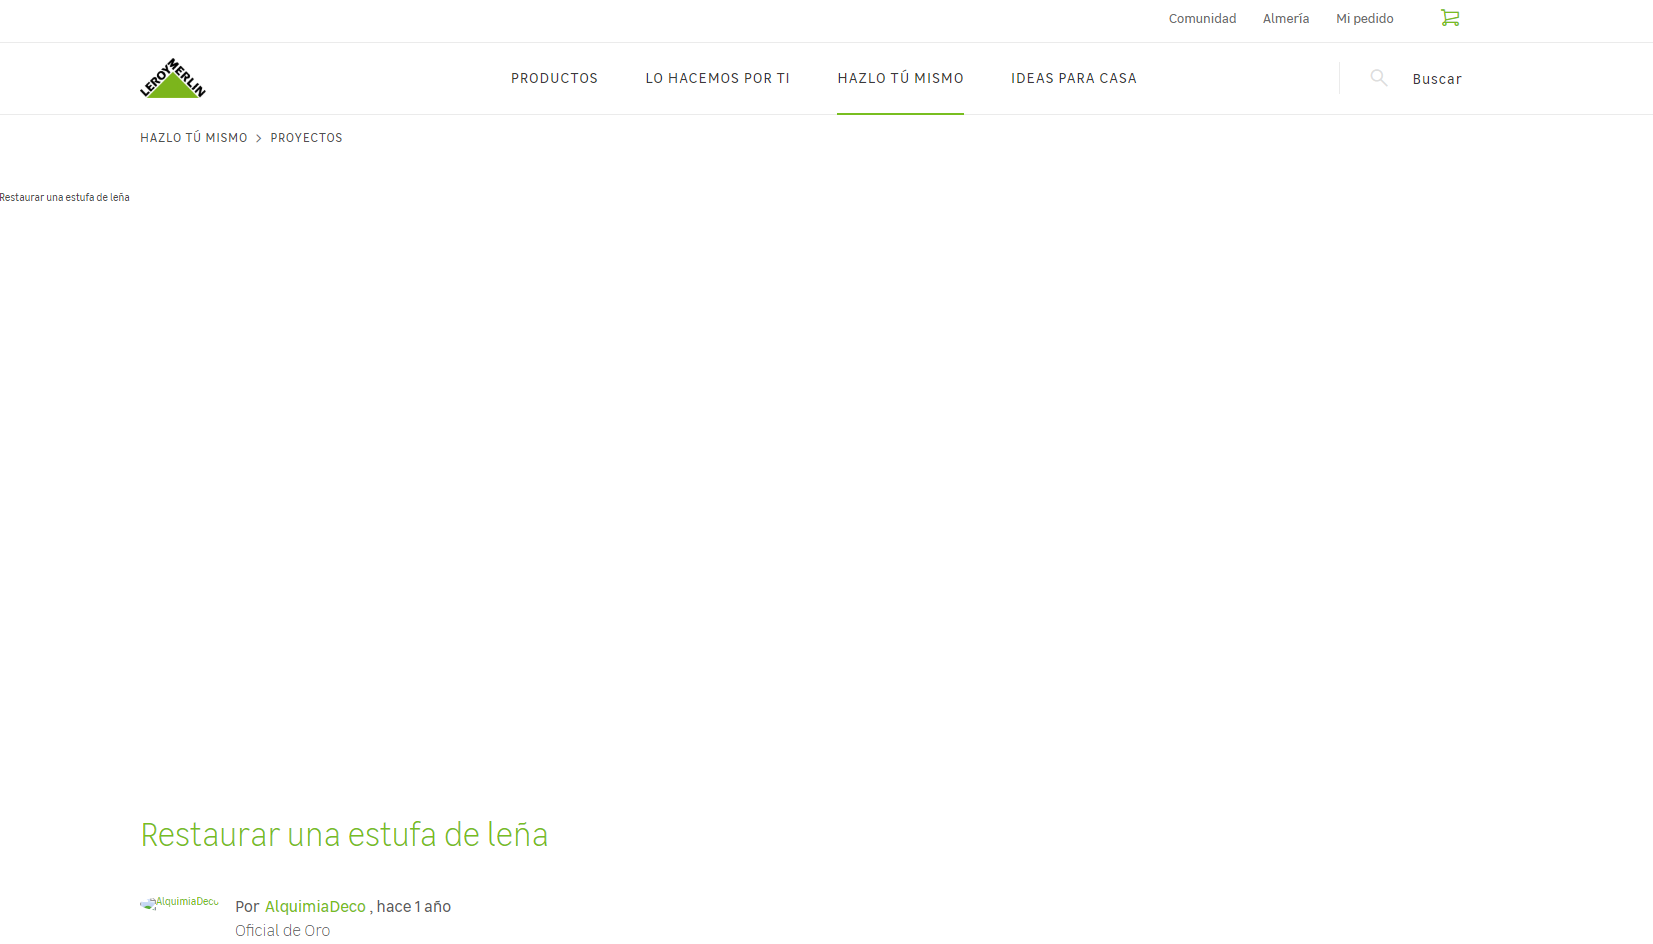 Comunidad Almería Mi pedido
LEROY MERLIN
PRODUCTOS LO HACEMOS POR TI HAZLO TÚ MISMO IDEAS PARA CASA Buscar
HAZLO TÚ MISMO > PROYECTOS
Restaurar una estufa de leña
Restaurar una estufa de leña
AlquimiaDeco
Por AlquimiaDeco , hace 1 año
Oficial de Oro